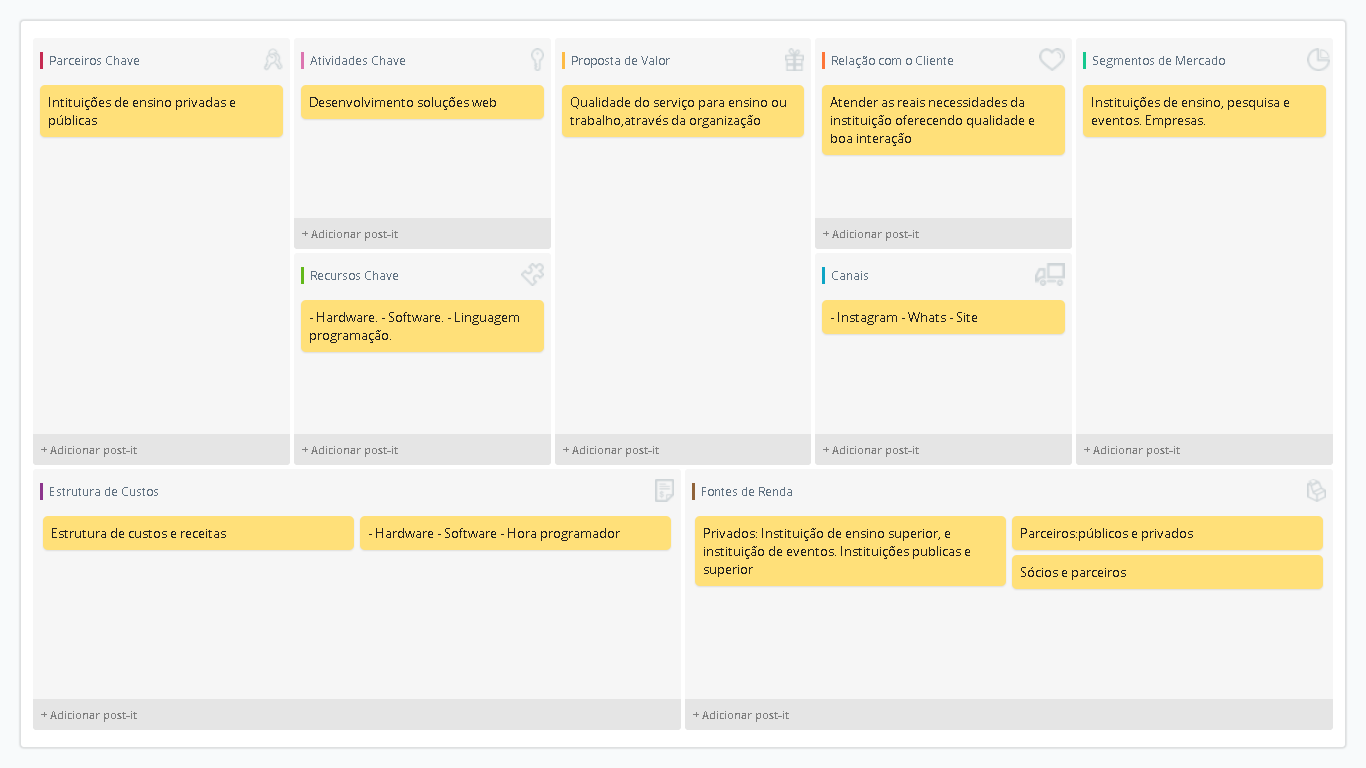 Parceiros Chave
Intituições de ensino privadas e
públicas
+ Adicionar post-it
Atividades Chave
Desenvolvimento soluções web
+ Adicionar post-it
Recursos Chave
- Hardware. - Software. - Linguagem
programação.
+ Adicionar post-it
Proposta de Valor
Qualidade do serviço para ensino ou
trabalho,através da organização
+ Adicionar post-it
Relação com o Cliente
Atender as reais necessidades da
instituição oferecendo qualidade e
boa interação
+ Adicionar post-it
Canais
- Instagram - Whats - Site
+ Adicionar post-it
Segmentos de Mercado
Instituições de ensino, pesquisa e
eventos. Empresas.
+ Adicionar post-it
Estrutura de Custos
Estrutura de custos e receitas
- Hardware - Software - Hora programador
+ Adicionar post-it
Fontes de Renda
Privados: Instituição de ensino superior, e
instituição de eventos. Instituições publicas e
superior
Parceiros:públicos e privados
Sócios e parceiros
+ Adicionar post-it